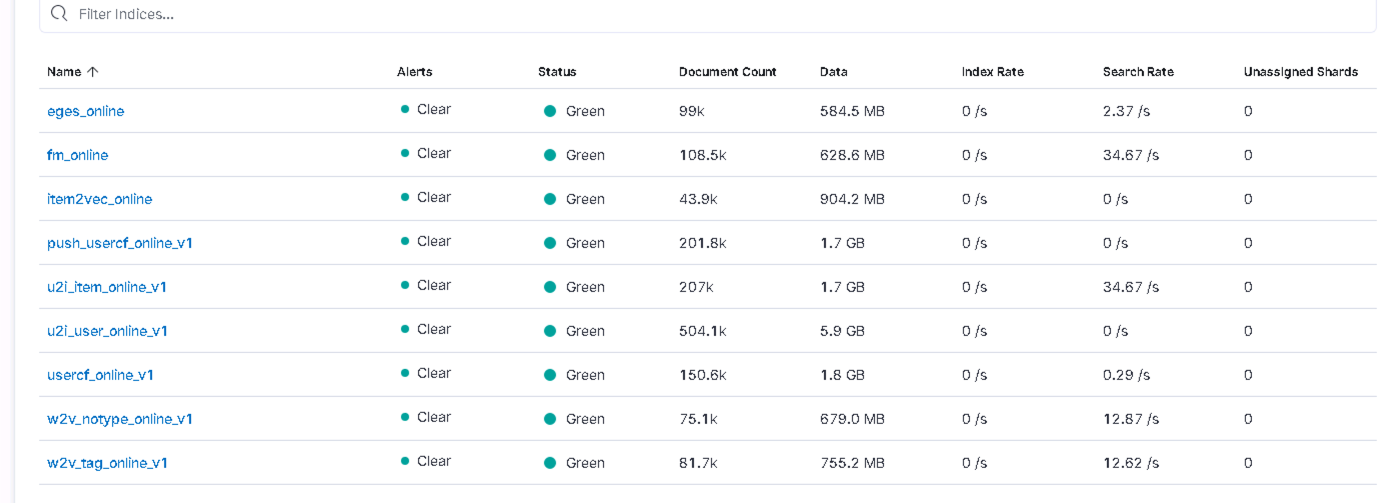 Filter Indices...
Name Alerts Status Document Count Data Index Rate Search Rate Unassigned Shards
eges_online Clear Green 99k 584.5 MB 0 /s 2.37 /s 0
fm_online Clear Green 108.5k 628.6 MB 0 /s 34.67 /s 0
item2vec_online Clear Green 43.9k 904.2 MB 0 /s 0 /s 0
push_usercf_online_v1 Clear Green 201.8k 1.7 GB 0 /s 0 /s 0
u2i_item_online_v1 Clear Green 207k 1.7 GB 0 /s 34.67 /s 0
u2i_user_online_v1 Clear Green 504.1k 5.9 GB 0 /s 0 /s 0
usercf_online_v1 Clear Green 150.6k 1.8 GB 0 /s 0.29 /s 0
w2v_notype_online_v1 Clear Green 75.1k 679.0 MB 0 /s 12.87 /s 0
w2v_tag_online_v1 Clear Green 81.7k 755.2 MB 0 /s 12.62 /s 0